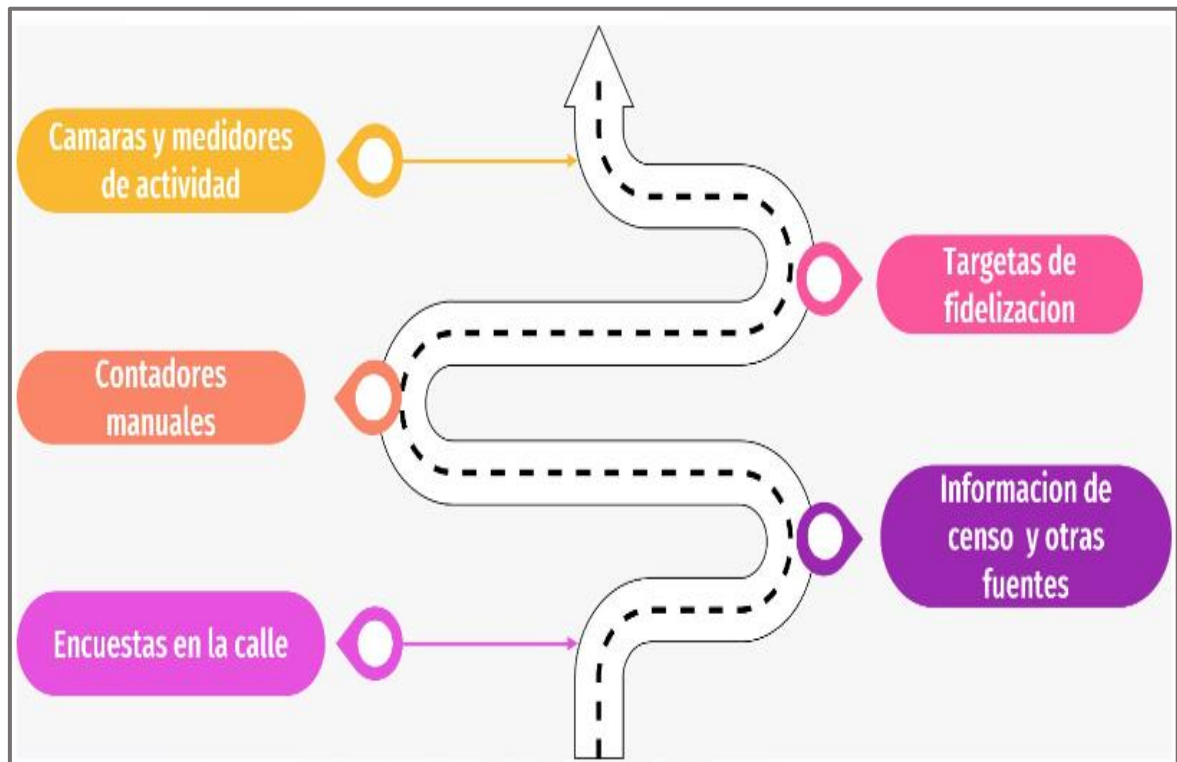 Camaras y medidores
de actividad
Targetas de
fidelizacion
Contadores
manuales
Informacion de
censo y otras
fuentes
Encuestas en la calle